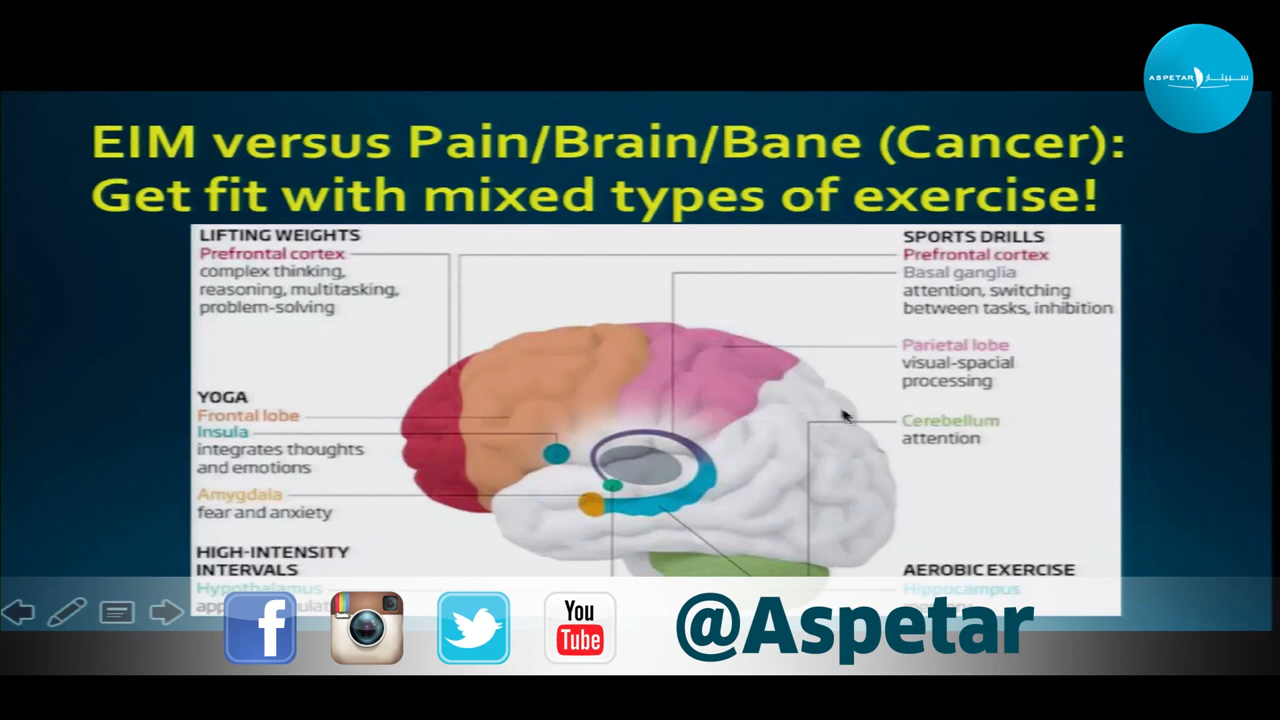 ASPETAR سبيتار
EIM versus Pain/Brain/Bane (Cancer):
Get fit with mixed types of exercise!
LIFTING WEIGHTS
Prefrontal cortex
complex thinking,
reasoning, multitasking,
problem-solving
YOGA
Frontal lobe
Insula
integrates thoughts
and emotions
Amygdala
fear and anxiety
HIGH-INTENSITY
INTERVALS
Hypothalamus
SPORTS DRILLS
Prefrontal cortex
Basal ganglia
attention, switching
between tasks, inhibition
Parietal lobe
visual-spacial
processing
Cerebellum
attention
AEROBIC EXERCISE
Hippocampus
You
Tube
@Aspetar